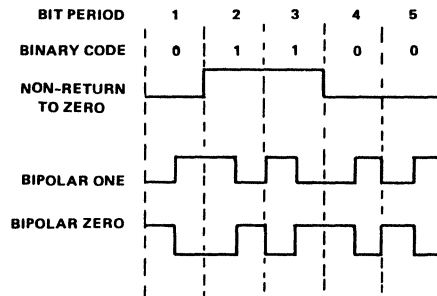 BIT PERIOD 1 2 3 4 5
BINARY CODE 0 1 1 0 0
NON-RETURN
TO ZERO
BIPOLAR ONE
BIPOLAR ZERO